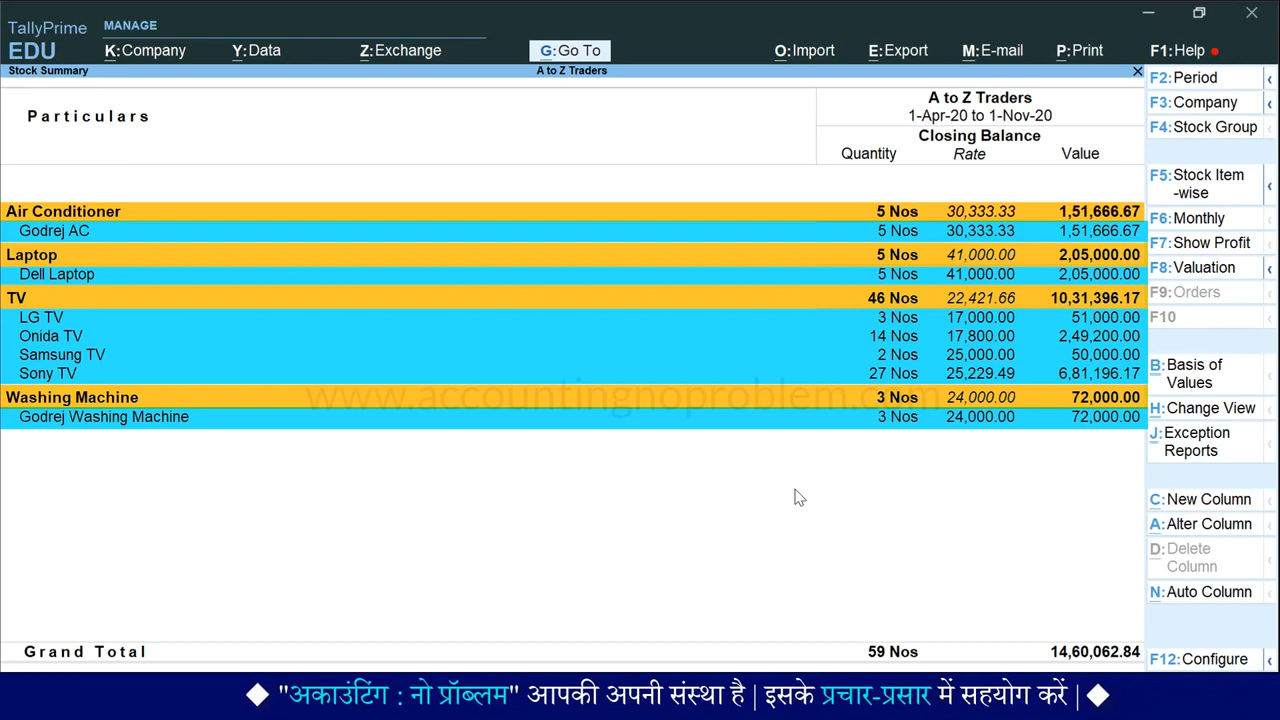 TallyPrime
EDU
MANAGE
K:Company Y:Data Z:Exchange G:Go To O:Import E:Export M:E-mail P:Print F1:Help
Stock Summary A to Z Traders
Particulars
A to Z Traders
1-Apr-20 to 1-Nov-20
Closing Balance
Quantity Rate Value
Air Conditioner 5 Nos 30,333.33 1,51,666.67
Godrej AC 5 Nos 30,333.33 1,51,666.67
Laptop 5 Nos 41,000.00 2,05,000.00
Dell Laptop 5 Nos 41,000.00 2,05,000.00
TV 46 Nos 22,421.66 10,31,396.17
LG TV 3 Nos 17,000.00 51,000.00
Onida TV 14 Nos 17,800.00 2,49,200.00
Samsung TV 2 Nos 25,000.00 50,000.00
Sony TV 27 Nos 25,229.49 6,81,196.17
www.accountingnoproblem.com
Washing Machine 3 Nos 24,000.00 72,000.00
Godrej Washing Machine 3 Nos 24,000.00 72,000.00
Grand Total 59 Nos 14,60,062.84
F2:Period
F3:Company
F4:Stock Group
F5:Stock Item
-wise
F6:Monthly
F7:Show Profit
F8:Valuation
F9:Orders
F10
B:Basis of
Values
H:Change View
J:Exception
Reports
C:New Column
A:Alter Column
D:Delete
Column
N:Auto Column
F12:Configure
◆ "अकाउंटिंग : नो प्रॉब्लम" आपकी अपनी संस्था है | इसके प्रचार-प्रसार में सहयोग करें | ◆